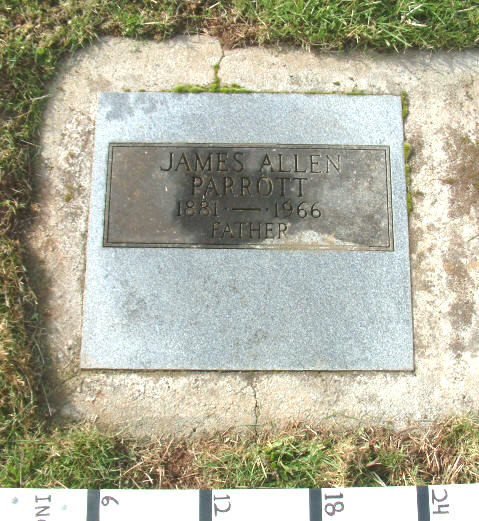 JAMES ALLEN
PARROTT
1881 — 1966
FATHER
6 12 18 24